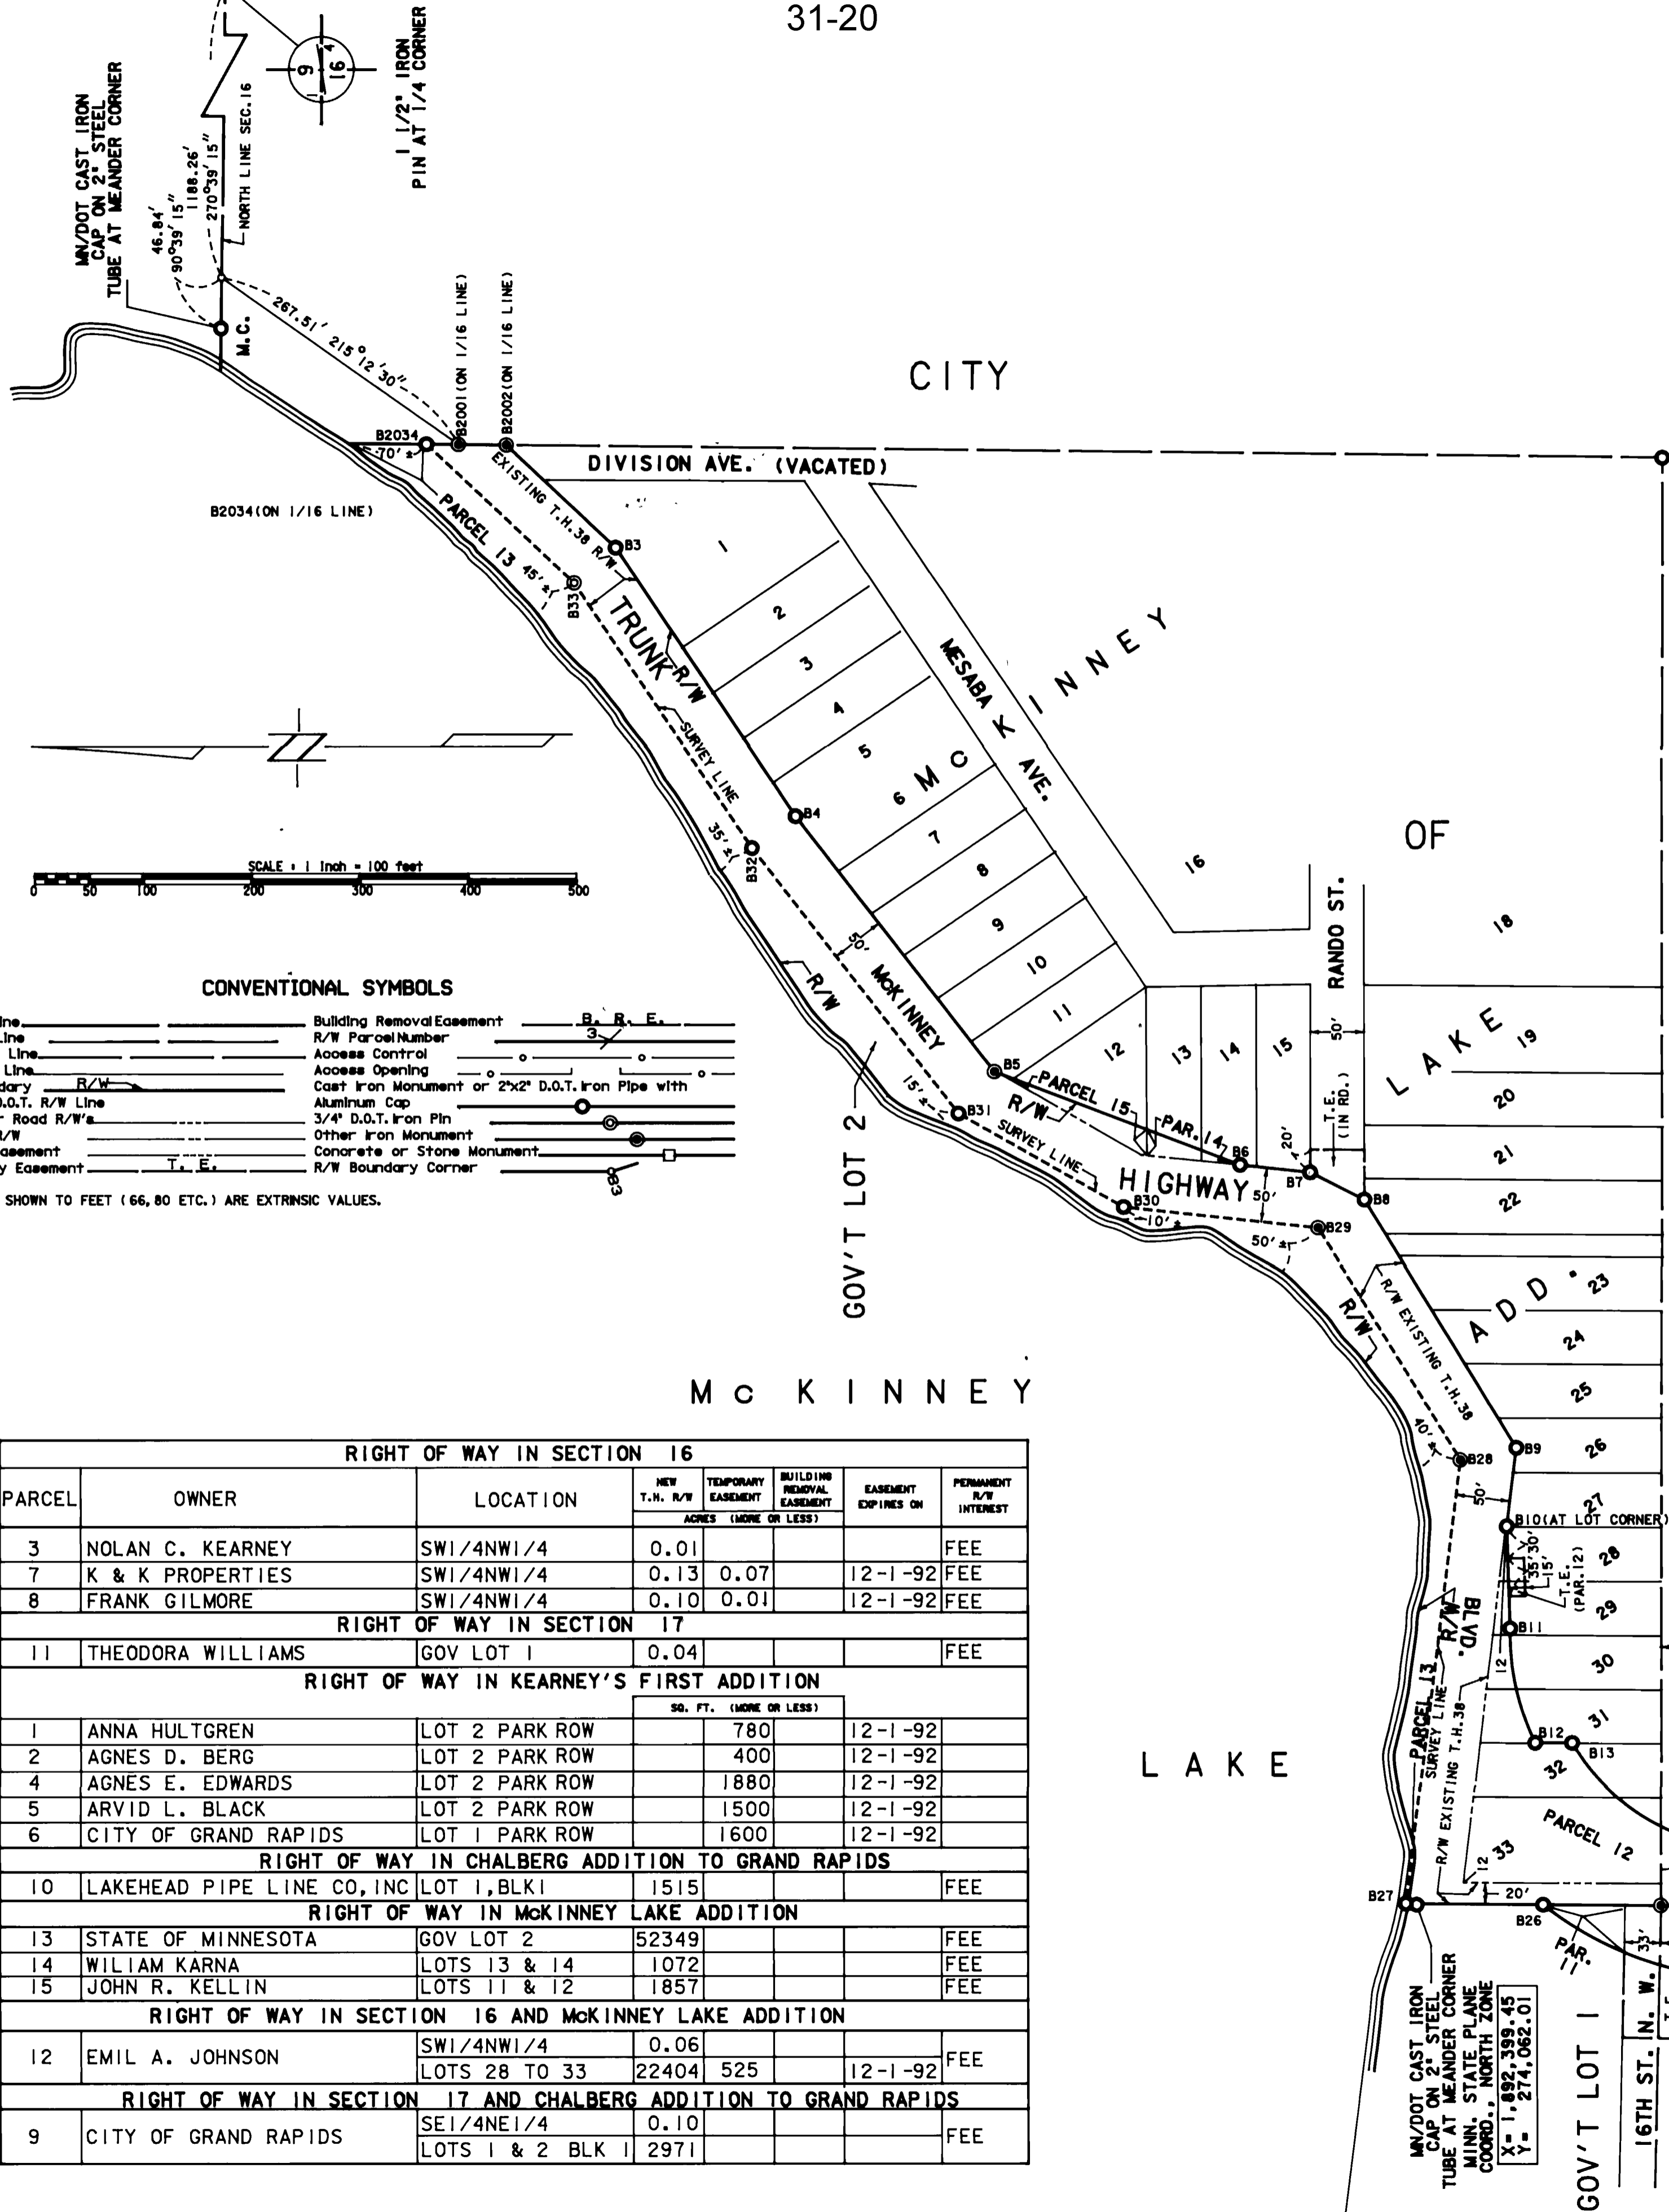 31-20
MN/DOT CAST IRON
CAP ON 2" STEEL
TUBE AT MEANDER CORNER
46.84'
90°39'15"
1188.26'
270°39'15"
NORTH LINE SEC.16
9
4
1
16
1 1/2" IRON
PIN AT 1/4 CORNER
M.C.
267.51' 215°12'30"
B2001(ON 1/16 LINE)
B2002(ON 1/16 LINE)
CITY
B2034
70'±
DIVISION AVE. (VACATED)
B2034(ON 1/16 LINE)
EXISTING T.H.38 R/W
PARCEL 13
45'±
B3
B33
TRUNK
R/W
SURVEY LINE
1
2
3
4
5
6
7
8
9
10
11
12
13
14
15
16
MESABA AVE.
Mc KINNEY
OF
B4
35'±
B32
50'
McKINNEY
R/W
SCALE : 1 Inch = 100 feet
0 50 100 200 300 400 500
CONVENTIONAL SYMBOLS
Building Removal Easement B. R. E.
R/W Parcel Number 3
Line Access Control
Line Access Opening
R/W Cast Iron Monument or 2"x2" D.O.T. Iron Pipe with
D.O.T. R/W Line Aluminum Cap
Road R/W's 3/4" D.O.T. Iron Pin
Other Iron Monument
Concrete or Stone Monument
Easement T. E. R/W Boundary Corner B3
SHOWN TO FEET (66, 80 ETC.) ARE EXTRINSIC VALUES.
GOV'T LOT 2
15'±
B31
B5
R/W
PARCEL 15
PAR. 14
SURVEY LINE
HIGHWAY
50'
B6
20'
B7
T.E.
(IN RD.)
50'
RANDO ST.
B8
B30
10'±
50'±
B29
18
LAKE
19
20
21
22
ADD.
23
24
25
26
27
28
29
30
31
32
33
R/W
R/W EXISTING T.H.38
40'±
B28
B9
50'
B10(AT LOT CORNER)
35'
30'
15'
T.E.
(PAR.12)
B11
BLVD.
R/W
12
PARCEL 13
SURVEY LINE
R/W EXISTING T.H.38
B12
B13
PARCEL 12
12
20'
B27
B26
PAR.
11
33'
Mc KINNEY
LAKE
RIGHT OF WAY IN SECTION 16
PARCEL OWNER LOCATION NEW T.H. R/W TEMPORARY EASEMENT BUILDING REMOVAL EASEMENT EASEMENT EXPIRES ON PERMANENT R/W INTEREST
ACRES (MORE OR LESS)
3 NOLAN C. KEARNEY SW1/4NW1/4 0.01 FEE
7 K & K PROPERTIES SW1/4NW1/4 0.13 0.07 12-1-92 FEE
8 FRANK GILMORE SW1/4NW1/4 0.10 0.01 12-1-92 FEE
RIGHT OF WAY IN SECTION 17
11 THEODORA WILLIAMS GOV LOT 1 0.04 FEE
RIGHT OF WAY IN KEARNEY'S FIRST ADDITION
SQ. FT. (MORE OR LESS)
1 ANNA HULTGREN LOT 2 PARK ROW 780 12-1-92
2 AGNES D. BERG LOT 2 PARK ROW 400 12-1-92
4 AGNES E. EDWARDS LOT 2 PARK ROW 1880 12-1-92
5 ARVID L. BLACK LOT 2 PARK ROW 1500 12-1-92
6 CITY OF GRAND RAPIDS LOT 1 PARK ROW 1600 12-1-92
RIGHT OF WAY IN CHALBERG ADDITION TO GRAND RAPIDS
10 LAKEHEAD PIPE LINE CO, INC LOT 1,BLK1 1515 FEE
RIGHT OF WAY IN McKINNEY LAKE ADDITION
13 STATE OF MINNESOTA GOV LOT 2 52349 FEE
14 WILIAM KARNA LOTS 13 & 14 1072 FEE
15 JOHN R. KELLIN LOTS 11 & 12 1857 FEE
RIGHT OF WAY IN SECTION 16 AND McKINNEY LAKE ADDITION
12 EMIL A. JOHNSON SW1/4NW1/4 0.06 FEE
LOTS 28 TO 33 22404 525 12-1-92
RIGHT OF WAY IN SECTION 17 AND CHALBERG ADDITION TO GRAND RAPIDS
9 CITY OF GRAND RAPIDS SE1/4NE1/4 0.10 FEE
LOTS 1 & 2 BLK 1 2971
MN/DOT CAST IRON
CAP ON 2" STEEL
TUBE AT MEANDER CORNER
MINN. STATE PLANE
COORD., NORTH ZONE
X= 1,892,399.45
Y= 274,062.01
GOV'T LOT 1
16TH ST. N. W.